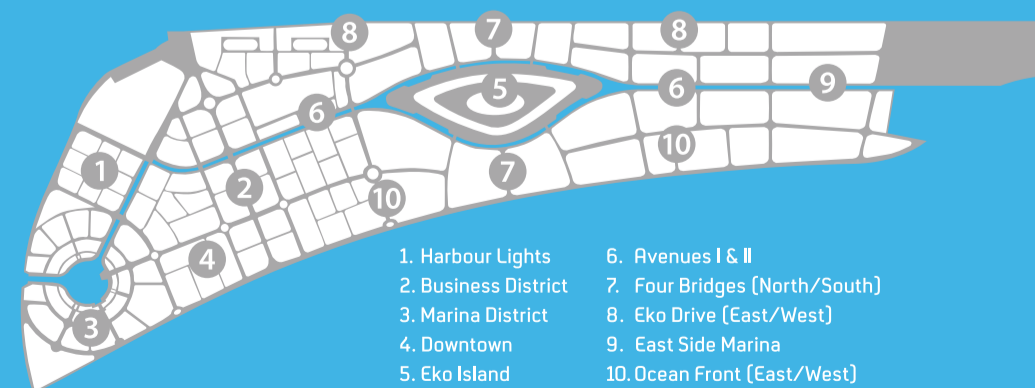 8
7
8
5
6
9
6
1
10
2
7
10
4
3
1. Harbour Lights
2. Business District
3. Marina District
4. Downtown
5. Eko Island
6. Avenues I & II
7. Four Bridges (North/South)
8. Eko Drive (East/West)
9. East Side Marina
10. Ocean Front (East/West)